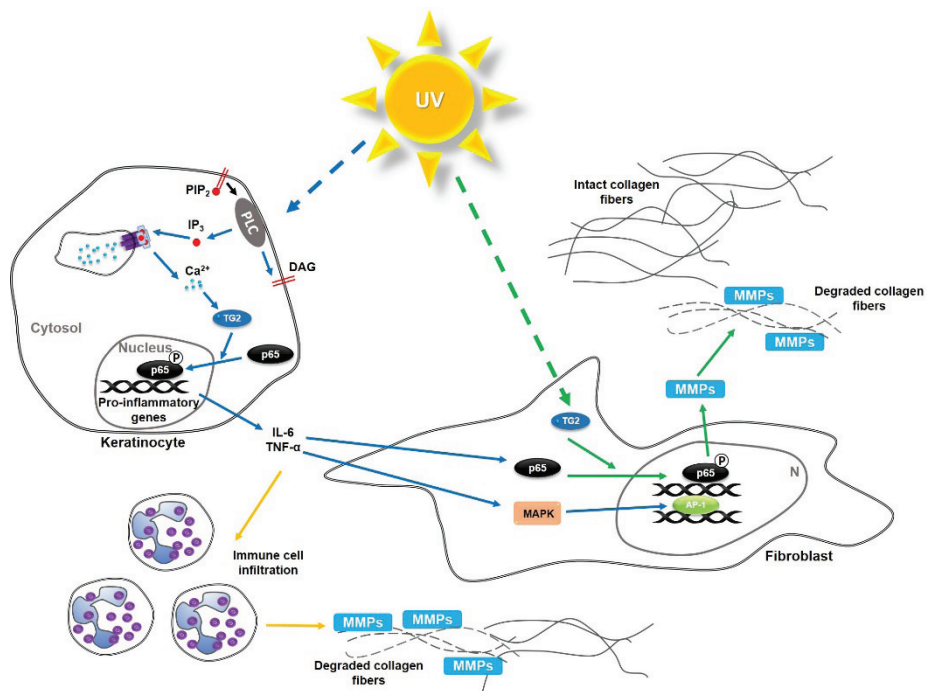 UV
PIP2
PLC
IP3
DAG
Ca2+
TG2
Cytosol
Nucleus
P
p65
p65
Pro-inflammatory
genes
Keratinocyte
IL-6
TNF-α
Intact collagen
fibers
MMPs
Degraded collagen
fibers
MMPs
MMPs
TG2
p65
P
p65
N
AP-1
MAPK
Fibroblast
Immune cell
infiltration
MMPs
MMPs
MMPs
Degraded collagen
fibers